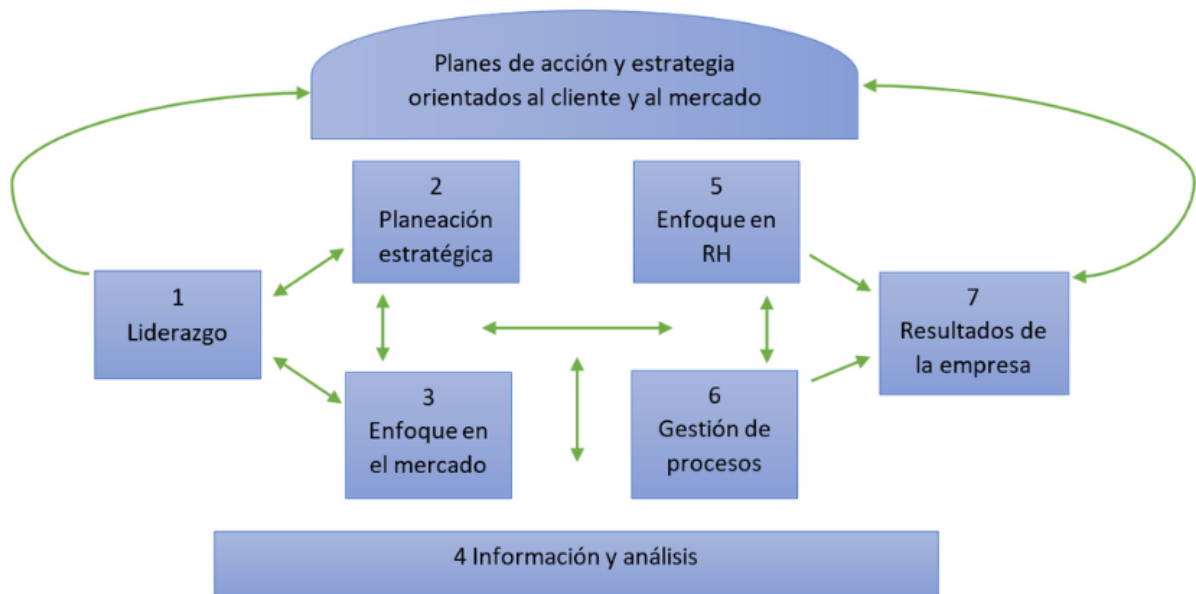 Planes de acción y estrategia
orientados al cliente y al mercado
2
Planeación
estratégica
5
Enfoque en
RH
1
Liderazgo
7
Resultados de
la empresa
3
Enfoque en
el mercado
6
Gestión de
procesos
4 Información y análisis